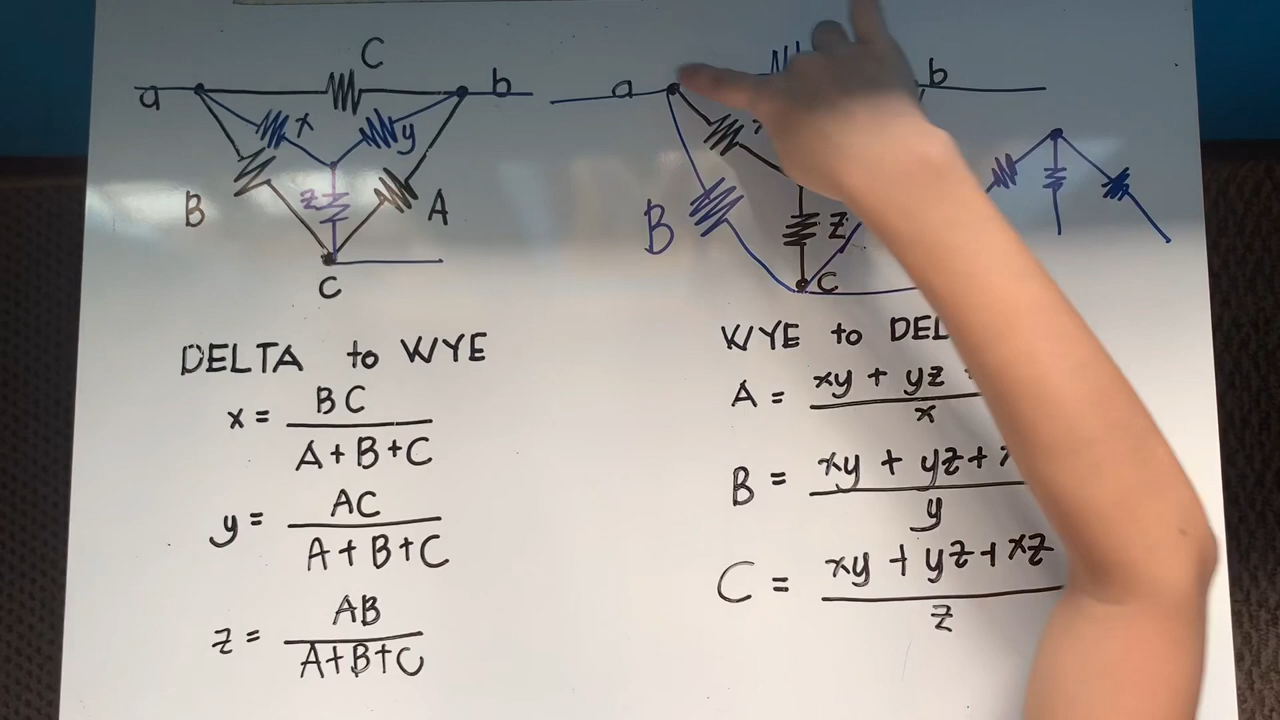 C
a
b
x
y
B
z
A
C
a
b
B
z
C
DELTA to WYE
x = BC
A+B+C
y = AC
A+B+C
z = AB
A+B+C
WYE to DEL
A = xy + yz
x
B = xy + yz +
y
C = xy + yz + xz
z